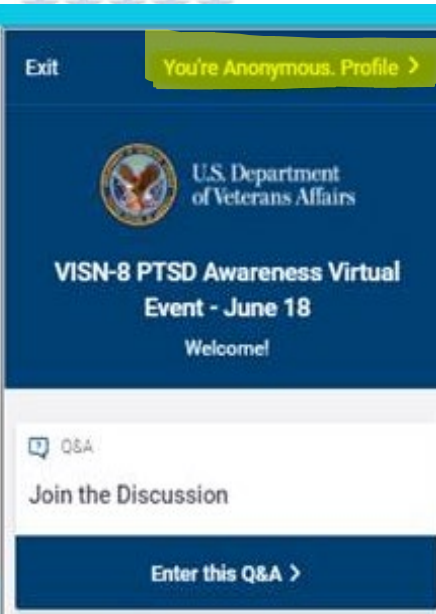 Exit
You're Anonymous. Profile >
U.S. Department
of Veterans Affairs
VISN-8 PTSD Awareness Virtual
Event - June 18
Welcome!
Q&A
Join the Discussion
Enter this Q&A >